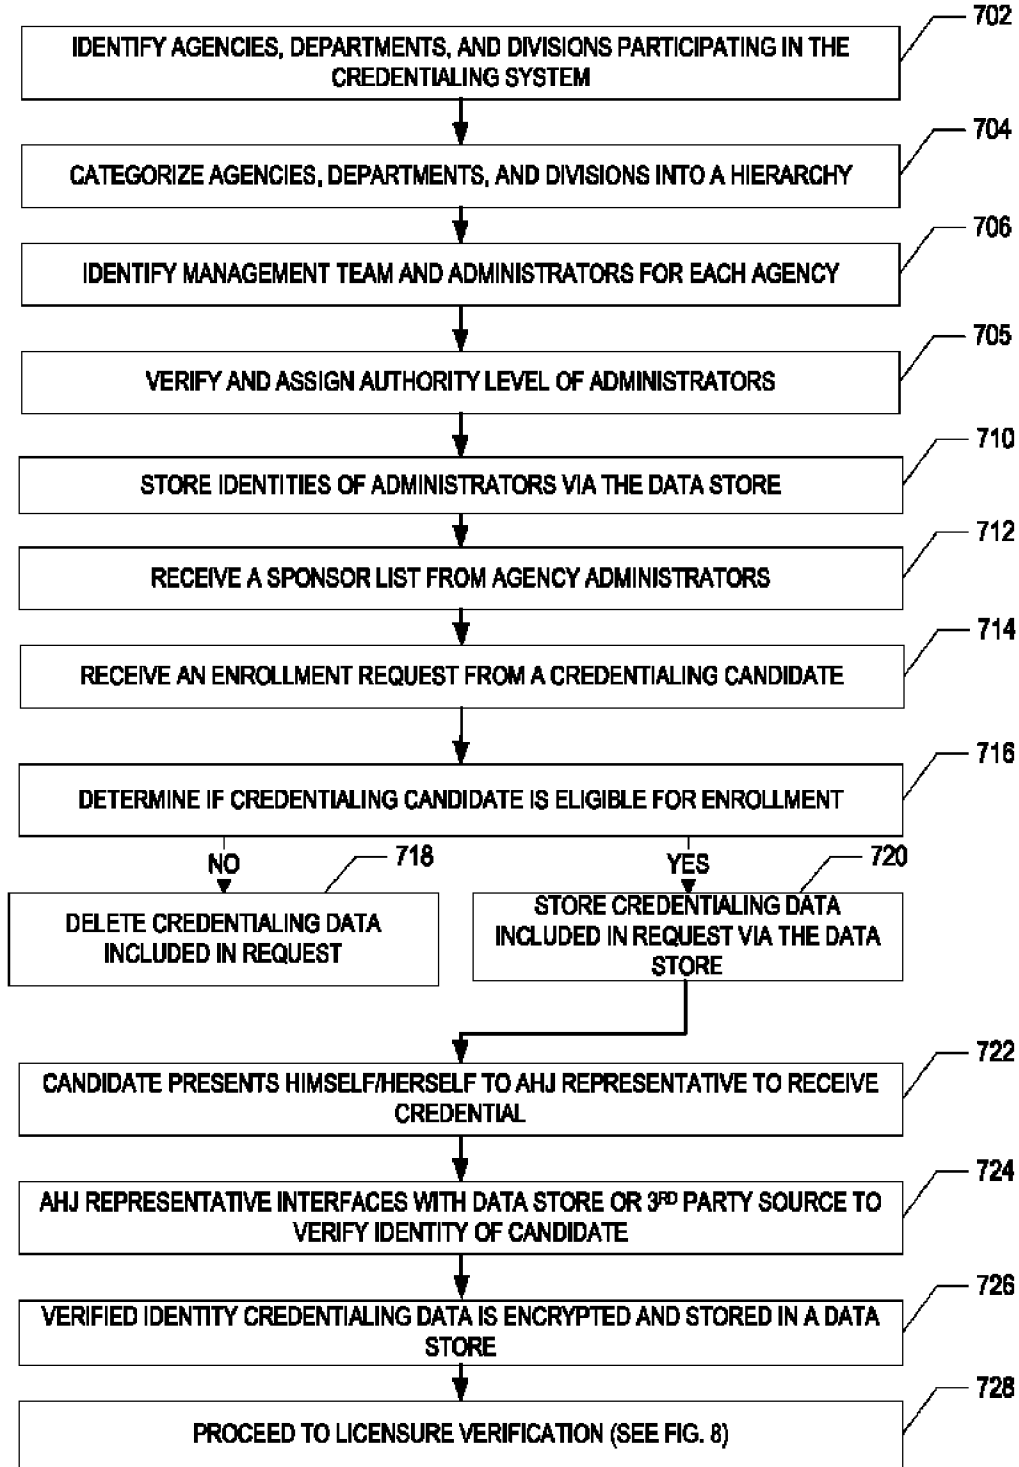 702
IDENTIFY AGENCIES, DEPARTMENTS, AND DIVISIONS PARTICIPATING IN THE
CREDENTIALING SYSTEM
704
CATEGORIZE AGENCIES, DEPARTMENTS, AND DIVISIONS INTO A HIERARCHY
706
IDENTIFY MANAGEMENT TEAM AND ADMINISTRATORS FOR EACH AGENCY
705
VERIFY AND ASSIGN AUTHORITY LEVEL OF ADMINISTRATORS
710
STORE IDENTITIES OF ADMINISTRATORS VIA THE DATA STORE
712
RECEIVE A SPONSOR LIST FROM AGENCY ADMINISTRATORS
714
RECEIVE AN ENROLLMENT REQUEST FROM A CREDENTIALING CANDIDATE
716
DETERMINE IF CREDENTIALING CANDIDATE IS ELIGIBLE FOR ENROLLMENT
NO
718
DELETE CREDENTIALING DATA
INCLUDED IN REQUEST
YES
720
STORE CREDENTIALING DATA
INCLUDED IN REQUEST VIA THE DATA
STORE
722
CANDIDATE PRESENTS HIMSELF/HERSELF TO AHJ REPRESENTATIVE TO RECEIVE
CREDENTIAL
724
AHJ REPRESENTATIVE INTERFACES WITH DATA STORE OR 3RD PARTY SOURCE TO
VERIFY IDENTITY OF CANDIDATE
726
VERIFIED IDENTITY CREDENTIALING DATA IS ENCRYPTED AND STORED IN A DATA
STORE
728
PROCEED TO LICENSURE VERIFICATION (SEE FIG. 8)